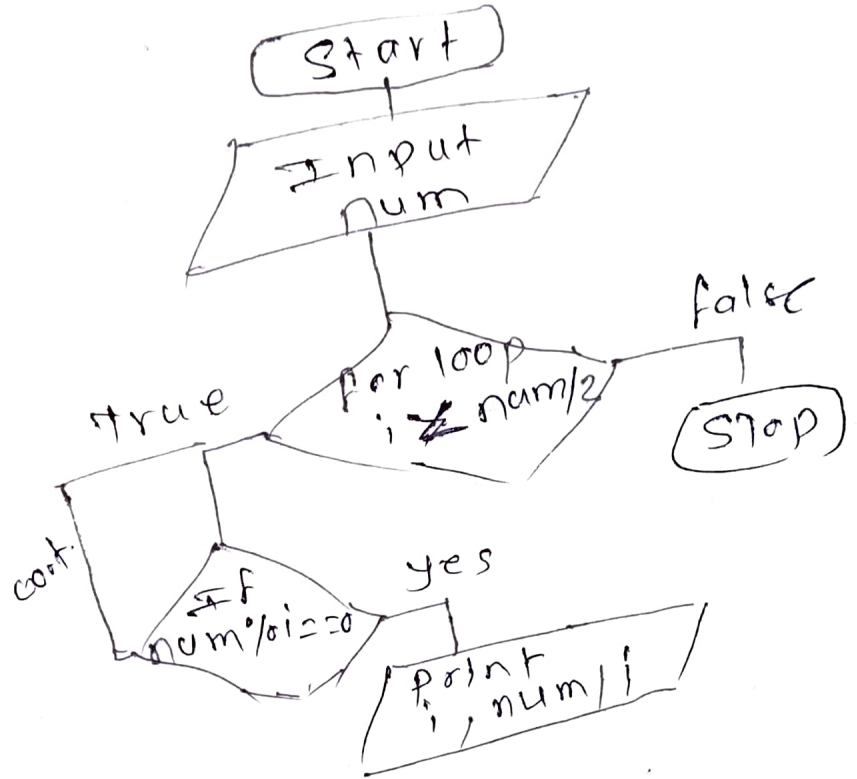 Start
Input
num
false
for loop
i num/2
True
Stop
cont.
yes
If
num%i==0
print
i, num/i